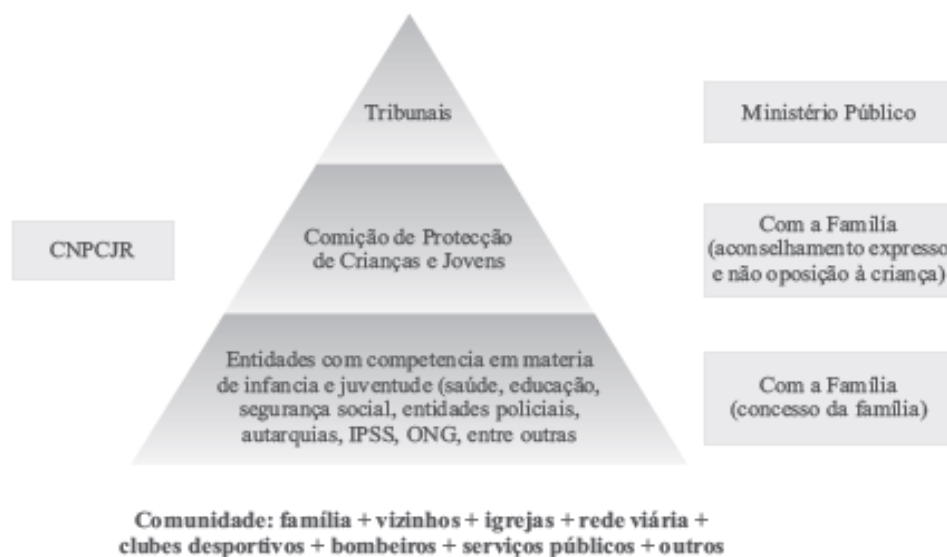 Tribunais
Ministério Público
CNPCJR
Comição de Protecção
de Crianças e Jovens
Com a Família
(aconselhamento expresso
e não oposição à criança)
Entidades com competencia em materia
de infancia e juventude (saúde, educação,
segurança social, entidades policiais,
autarquias, IPSS, ONG, entre outras
Com a Família
(concesso da família)
Comunidade: família + vizinhos + igrejas + rede viária +
clubes desportivos + bombeiros + serviços públicos + outros